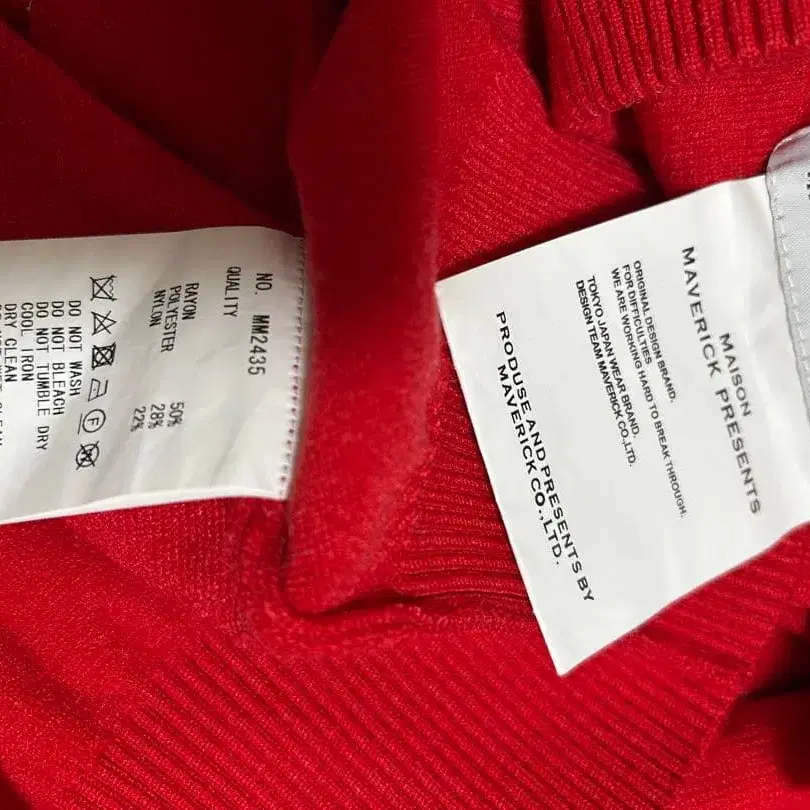 NO. MM2435
QUALITY
RAYON 50%
POLYESTER 28%
NYLON 22%
DO NOT WASH
DO NOT BLEACH
DO NOT TUMBLE DRY
COOL IRON
DRY CLEAN
MAISON
MAVERICK PRESENTS
ORIGINAL DESIGN BRAND.
FOR DIFFICULTIES
WE ARE WORKING HARD TO BREAK THROUGH.
TOKYO JAPAN WEAR BRAND.
DESIGN TEAM MAVERICK CO.,LTD.
PRODUSE AND PRESENTS BY
MAVERICK CO.,LTD.